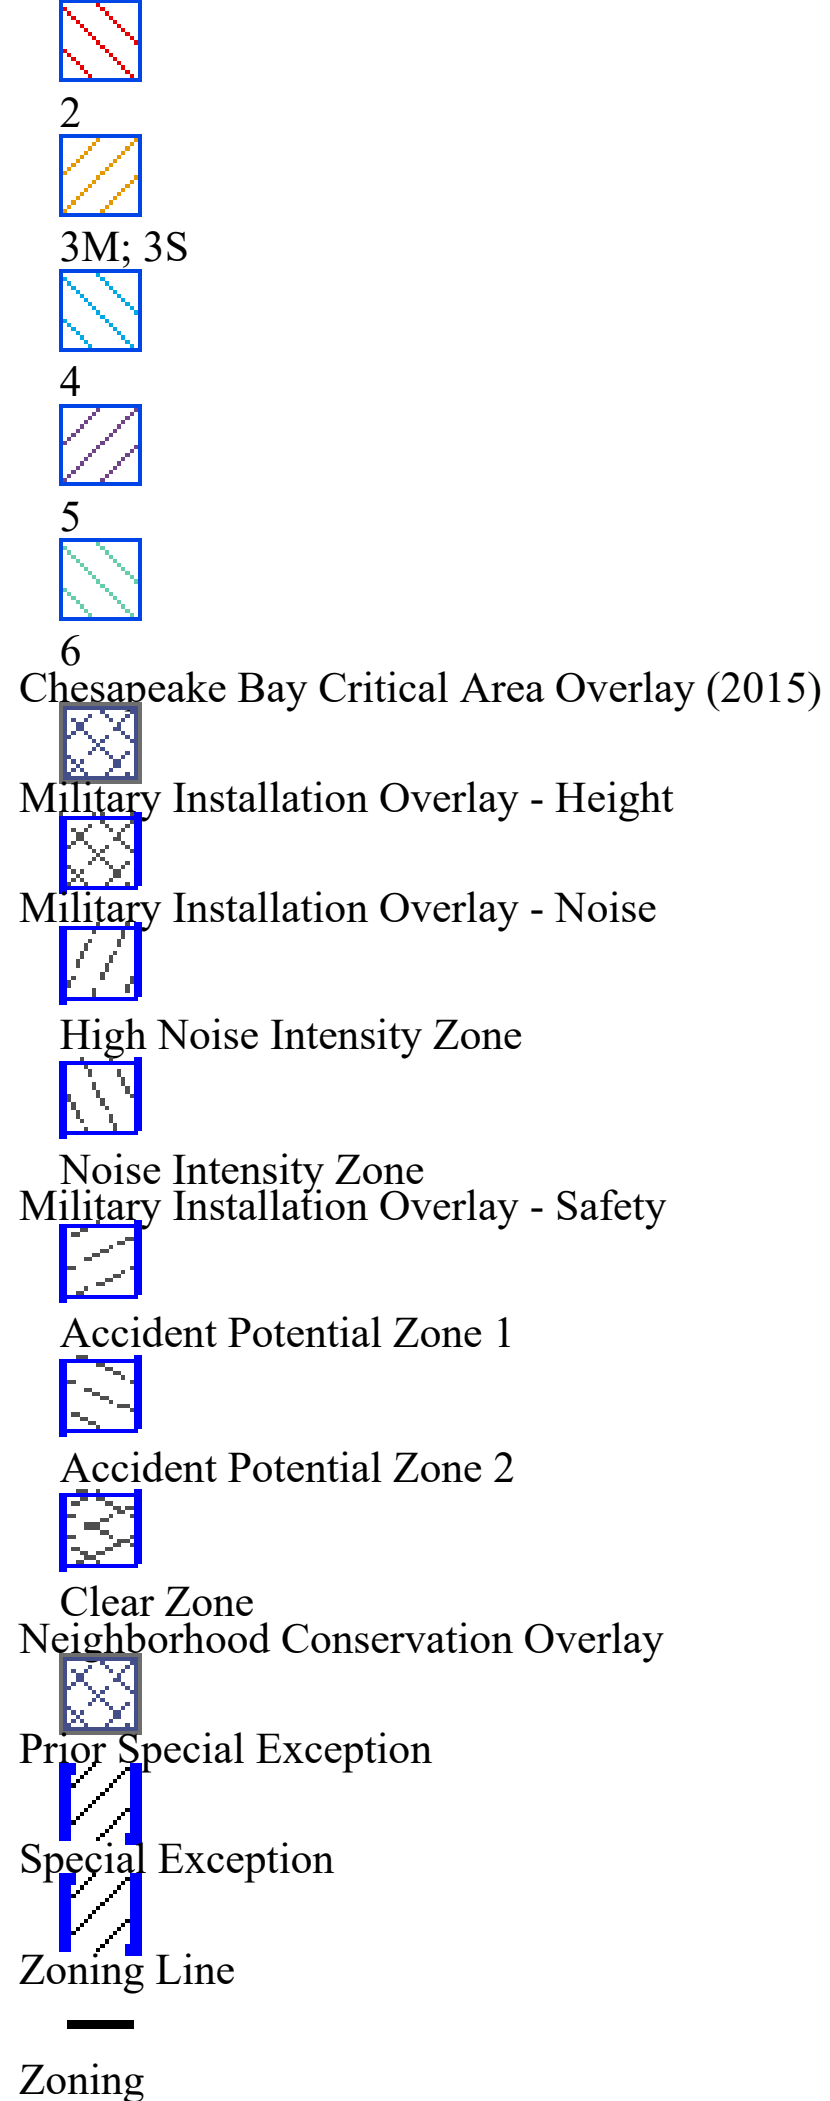 2
3M; 3S
4
5
6
Chesapeake Bay Critical Area Overlay (2015)
Military Installation Overlay - Height
Military Installation Overlay - Noise
High Noise Intensity Zone
Noise Intensity Zone
Military Installation Overlay - Safety
Accident Potential Zone 1
Accident Potential Zone 2
Clear Zone
Neighborhood Conservation Overlay
Prior Special Exception
Special Exception
Zoning Line
Zoning